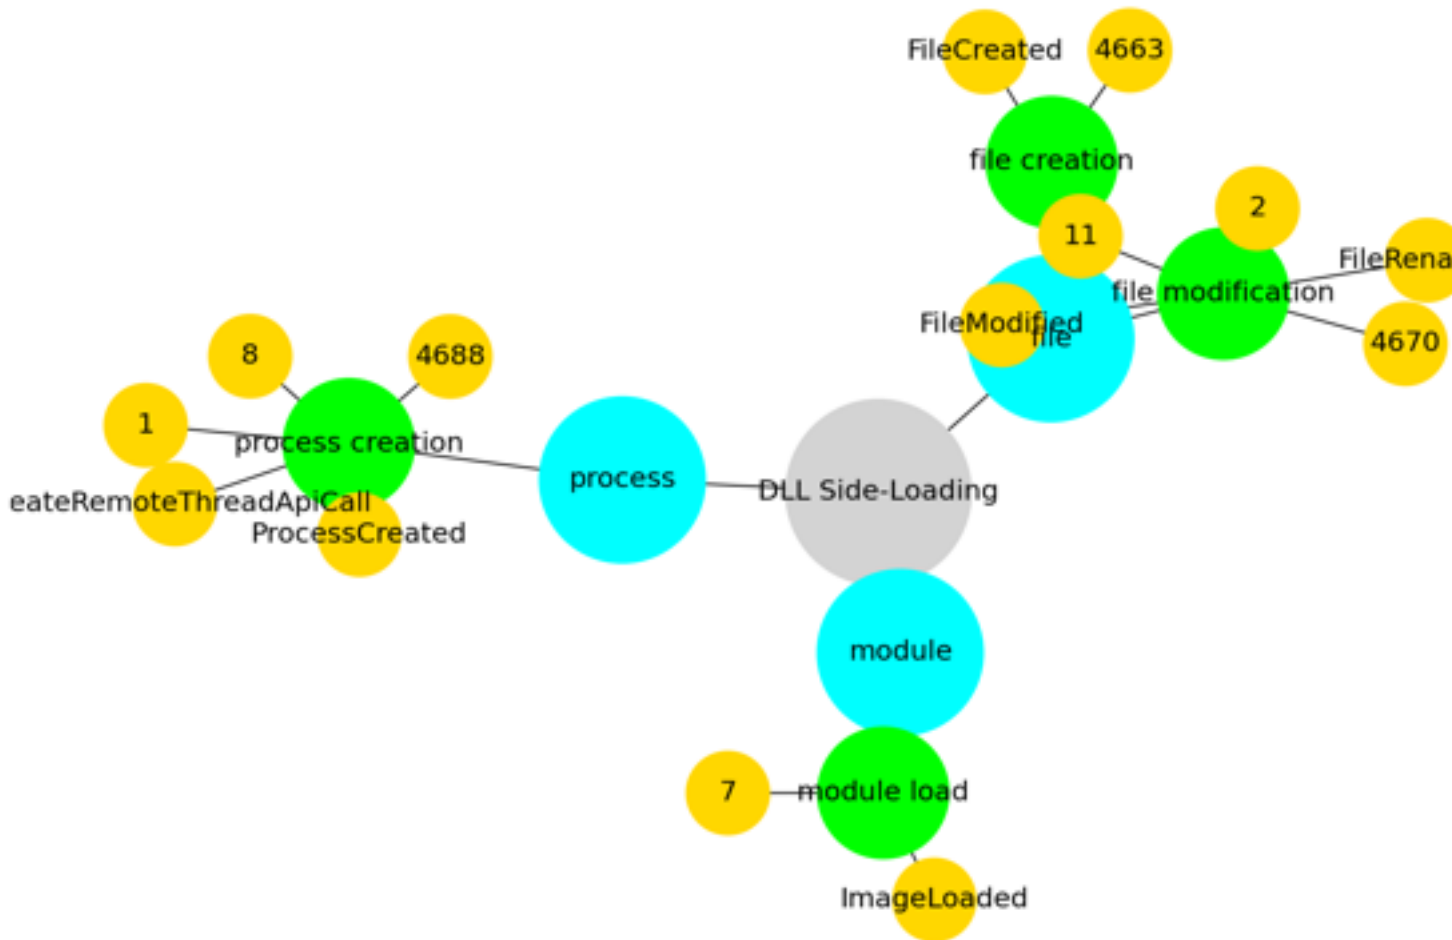 FileCreated
4663
file creation
2
11
FileRena
file modification
FileModified
file
4670
8
4688
1
process creation
process
DLL Side-Loading
eateRemoteThreadApiCall
ProcessCreated
module
7
module load
ImageLoaded